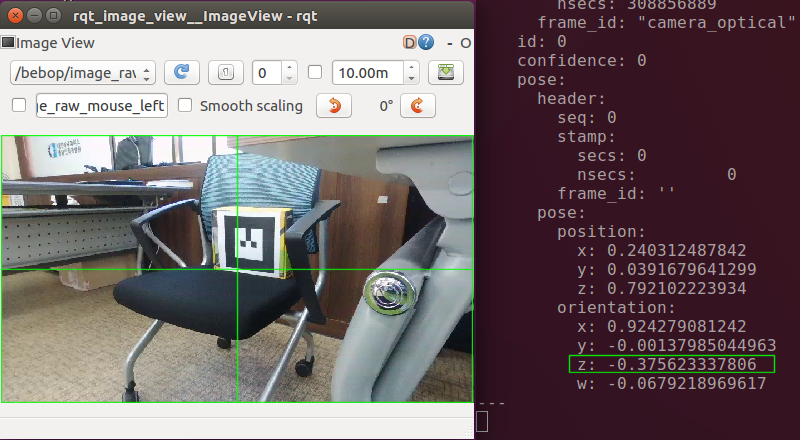 rqt_image_view__ImageView - rqt
Image View
D
- O
/bebop/image_raw
0
10.00m
ge_raw_mouse_left
Smooth scaling
0°
nsecs: 308856889
frame_id: "camera_optical"
id: 0
confidence: 0
pose:
header:
seq: 0
stamp:
secs: 0
nsecs: 0
frame_id: ''
pose:
position:
x: 0.240312487842
y: 0.0391679641299
z: 0.792102223934
orientation:
x: 0.924279081242
y: -0.00137985044963
z: -0.375623337806
w: -0.0679218969617
---